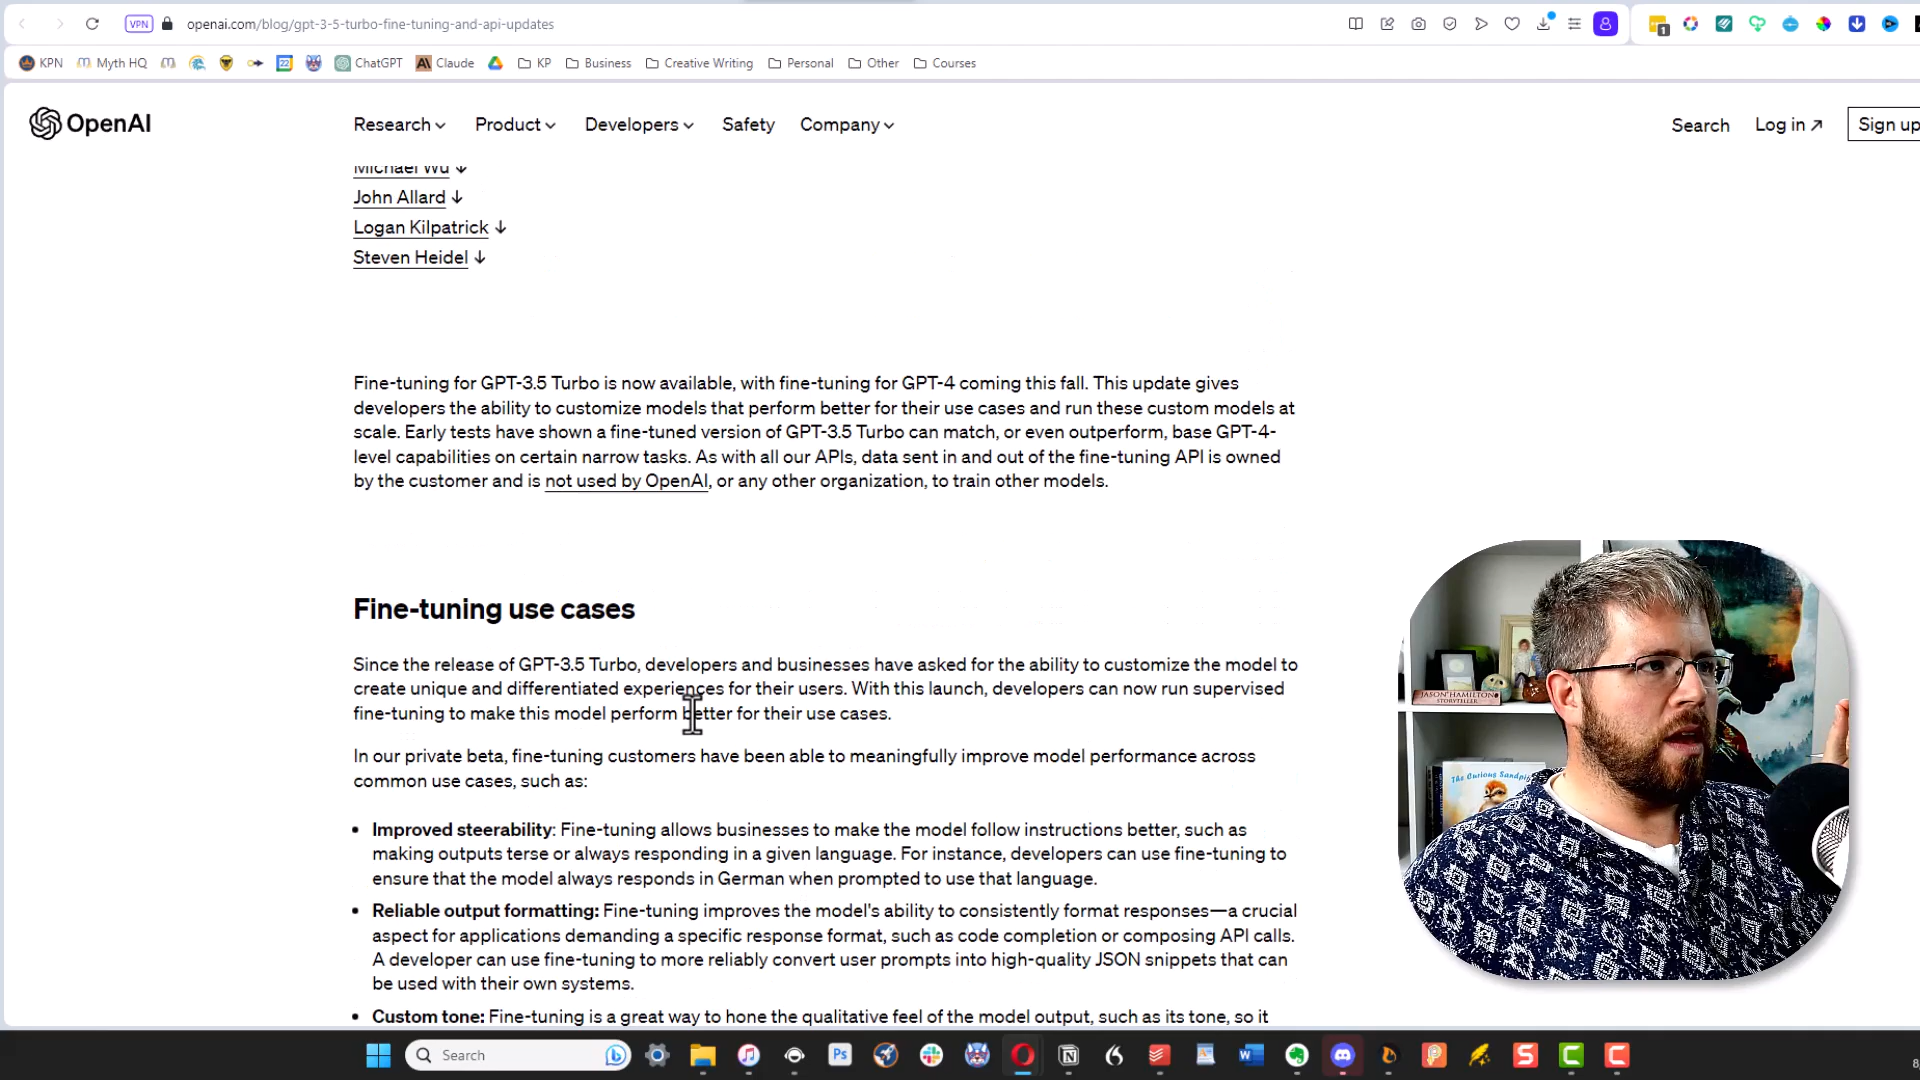 openai.com/blog/gpt-3-5-turbo-fine-tuning-and-api-updates
VPN
1
KPN
Myth HQ
22
ChatGPT
Claude
KP
Business
Creative Writing
Personal
Other
Courses
OpenAI
Research
Product
Developers
Safety
Company
Search
Log in ↗
Sign up
Michael Wu ↓
John Allard ↓
Logan Kilpatrick ↓
Steven Heidel ↓
Fine-tuning for GPT-3.5 Turbo is now available, with fine-tuning for GPT-4 coming this fall. This update gives
developers the ability to customize models that perform better for their use cases and run these custom models at
scale. Early tests have shown a fine-tuned version of GPT-3.5 Turbo can match, or even outperform, base GPT-4-
level capabilities on certain narrow tasks. As with all our APIs, data sent in and out of the fine-tuning API is owned
by the customer and is not used by OpenAI, or any other organization, to train other models.
Fine-tuning use cases
Since the release of GPT-3.5 Turbo, developers and businesses have asked for the ability to customize the model to
create unique and differentiated experiences for their users. With this launch, developers can now run supervised
fine-tuning to make this model perform better for their use cases.
In our private beta, fine-tuning customers have been able to meaningfully improve model performance across
common use cases, such as:
• Improved steerability: Fine-tuning allows businesses to make the model follow instructions better, such as
making outputs terse or always responding in a given language. For instance, developers can use fine-tuning to
ensure that the model always responds in German when prompted to use that language.
• Reliable output formatting: Fine-tuning improves the model's ability to consistently format responses—a crucial
aspect for applications demanding a specific response format, such as code completion or composing API calls.
A developer can use fine-tuning to more reliably convert user prompts into high-quality JSON snippets that can
be used with their own systems.
• Custom tone: Fine-tuning is a great way to hone the qualitative feel of the model output, such as its tone, so it
JASON HAMILTON
STORYTELLER
The Curious Sandpi
Search
Ps